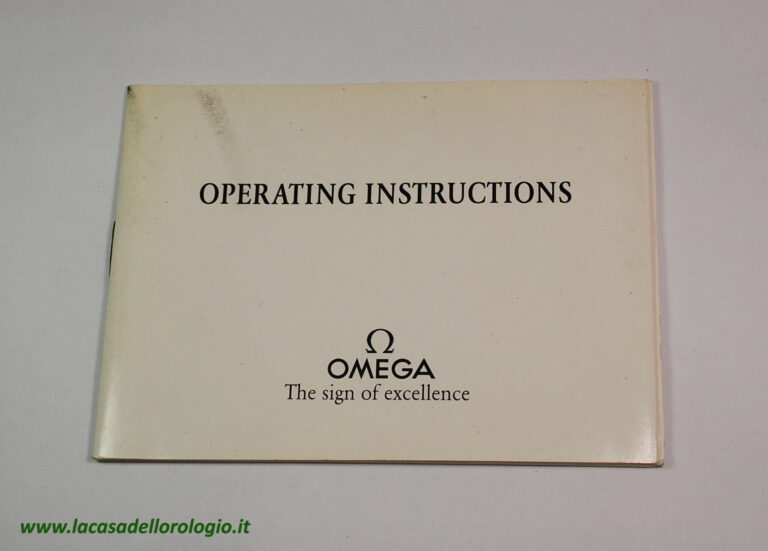 OPERATING INSTRUCTIONS
Ω
OMEGA
The sign of excellence
www.lacasadellorologio.it